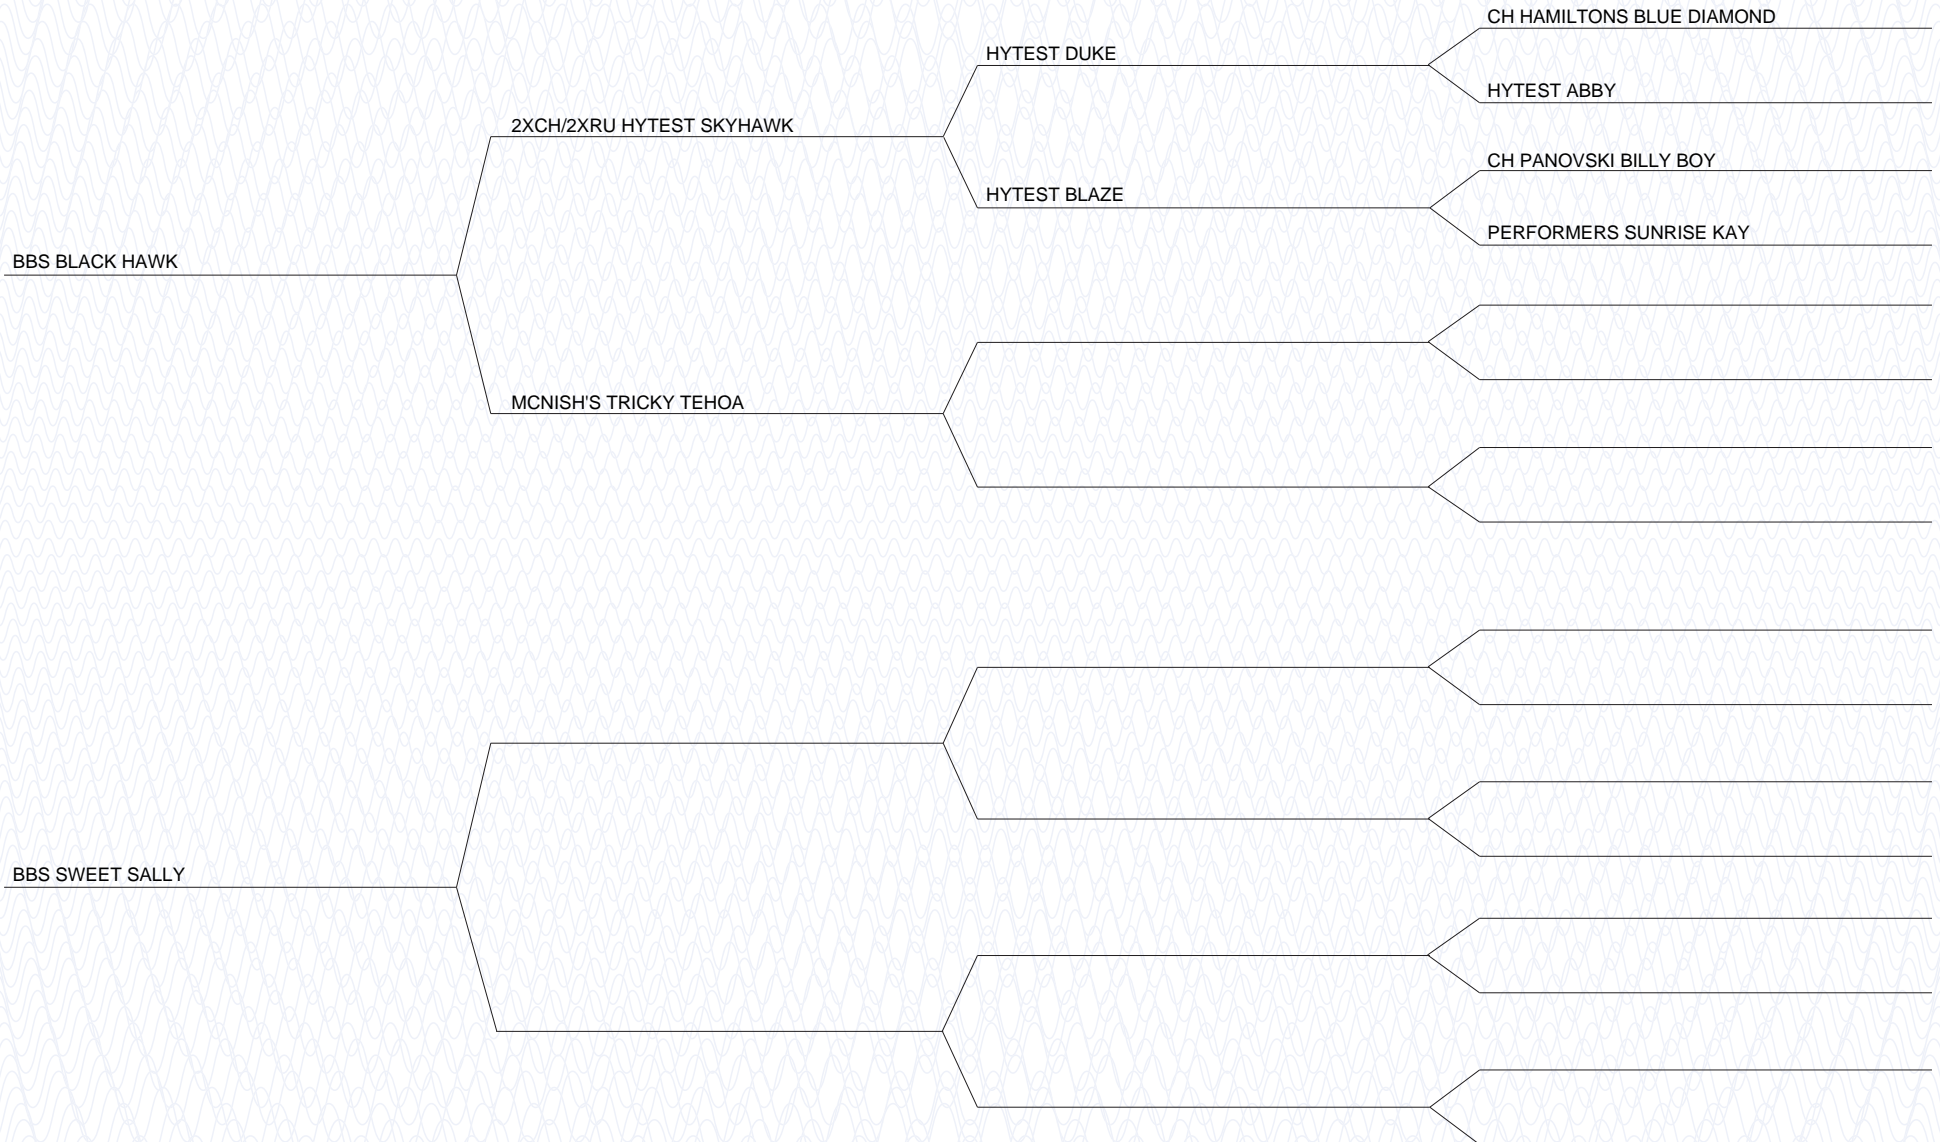 CH HAMILTONS BLUE DIAMOND
HYTEST DUKE
HYTEST ABBY
2XCH/2XRU HYTEST SKYHAWK
CH PANOVSKI BILLY BOY
HYTEST BLAZE
PERFORMERS SUNRISE KAY
BBS BLACK HAWK
MCNISH'S TRICKY TEHOA
BBS SWEET SALLY